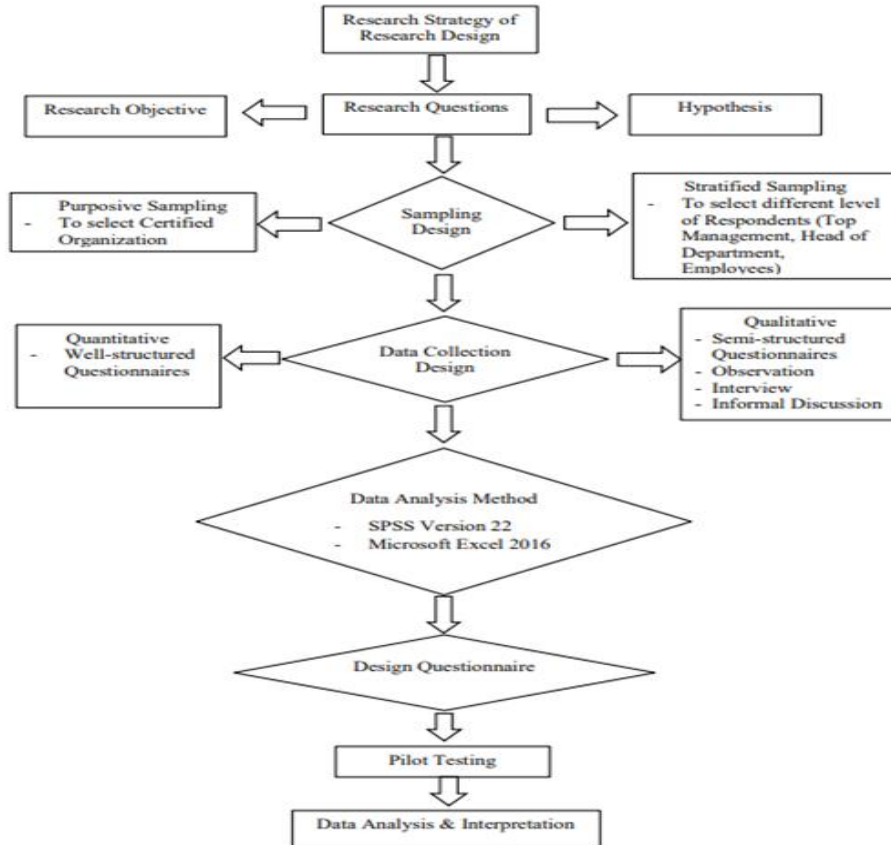 Research Strategy of
Research Design
Research Objective
Research Questions
Hypothesis
Purposive Sampling
- To select Certified
Organization
Sampling
Design
Stratified Sampling
- To select different level
of Respondents (Top
Management, Head of
Department,
Employees)
Quantitative
- Well-structured
Questionnaires
Data Collection
Design
Qualitative
- Semi-structured
Questionnaires
- Observation
- Interview
- Informal Discussion
Data Analysis Method
- SPSS Version 22
- Microsoft Excel 2016
Design Questionnaire
Pilot Testing
Data Analysis & Interpretation